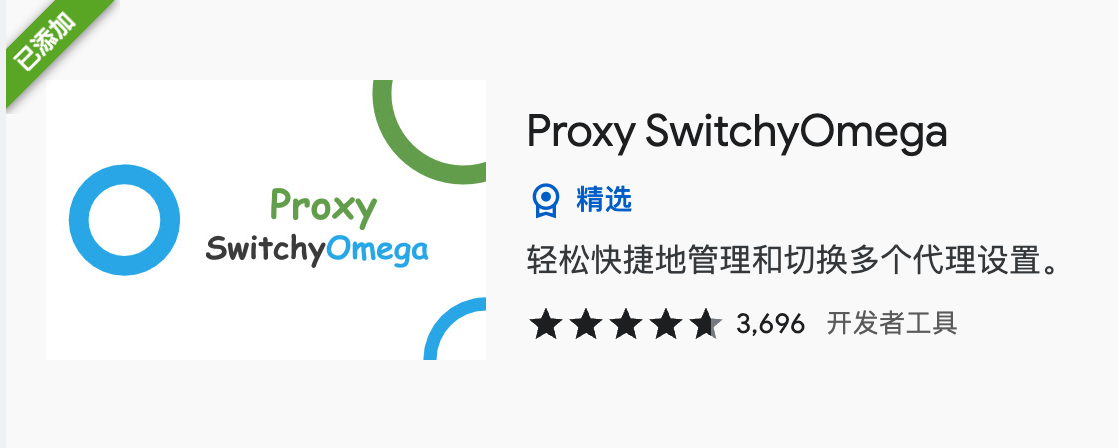 已添加
Proxy
SwitchyOmega
Proxy SwitchyOmega
精选
轻松快捷地管理和切换多个代理设置。
3,696 开发者工具